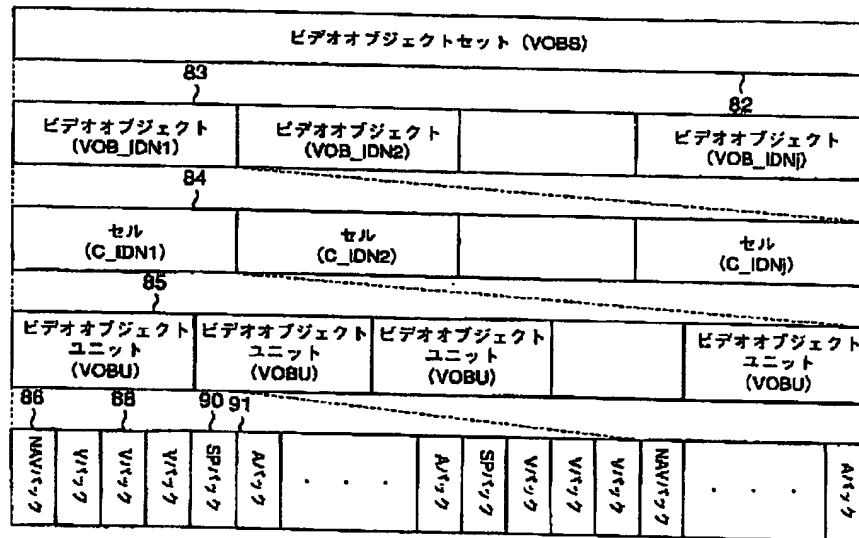 ビデオオブジェクトセット (VOBS)
83
82
ビデオオブジェクト
(VOB_IDN1)
ビデオオブジェクト
(VOB_IDN2)
ビデオオブジェクト
(VOB_IDNj)
84
セル
(C_IDN1)
セル
(C_IDN2)
セル
(C_IDNj)
85
ビデオオブジェクト
ユニット
(VOBU)
ビデオオブジェクト
ユニット
(VOBU)
ビデオオブジェクト
ユニット
(VOBU)
ビデオオブジェクト
ユニット
(VOBU)
86
88
90
91
NAVパック
Vパック
Vパック
Vパック
SPパック
Aパック
· · ·
Aパック
SPパック
Vパック
Vパック
Vパック
NAVパック
· · ·
Aパック